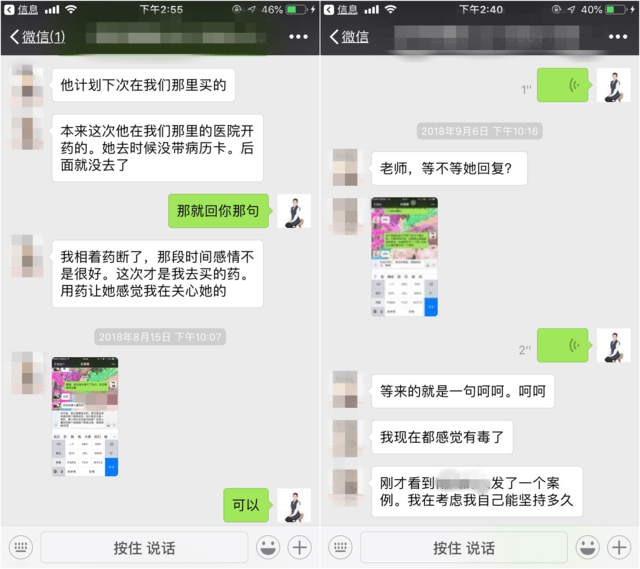 信息
下午2:55
46%
微信(1)
他计划下次在我们那里买的
本来这次他在我们那里的医院开
药的。她去时候没带病历卡。后
面就没去了
那就回你那句
我相着药断了，那段时间感情不
是很好。这次才是我去买的药。
用药让她感觉我在关心她的
2018年8月15日 下午10:07
可以
按住 说话
信息
下午2:40
40%
微信
1"
2018年9月6日 下午10:16
老师，等不等她回复？
2"
等来的就是一句呵呵。呵呵
我现在都感觉有毒了
刚才看到
发了一个案
例。我在考虑我自己能坚持多久
按住 说话